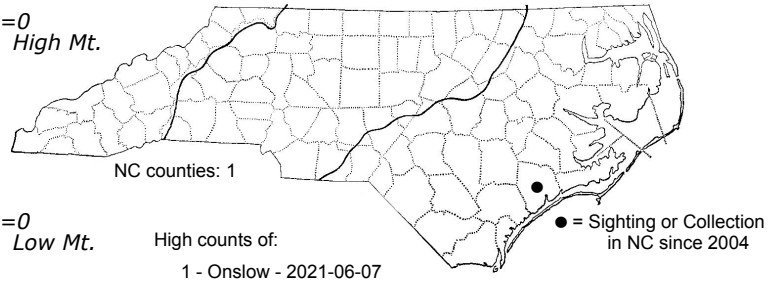 =0
High Mt.
NC counties: 1
=0
Low Mt.
High counts of:
1 - Onslow - 2021-06-07
● = Sighting or Collection
in NC since 2004